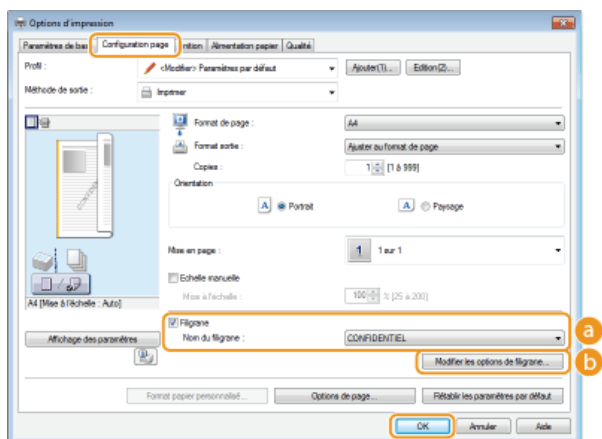 Options d'impression
Paramètres de bas Configuration page nition Alimentation papier Qualité
Profil : <Modifier> Paramètres par défaut Ajouter(1)... Edition(2)...
Méthode de sortie : Imprimer
Format de page : A4
Format sortie : Ajuster au format de page
Copies : 1 [1 à 999]
Orientation
A Portrait A Paysage
Mise en page : 1 1 sur 1
Echelle manuelle
Mise à l'échelle : 100 % [25 à 200]
CONFIDENTIEL
A4 [Mise à l'échelle : Auto]
Filigrane
Nom du filigrane : CONFIDENTIEL a
Affichage des paramètres
Modifier les options de filigrane... b
Format papier personnalisé... Options de page... Rétablir les paramètres par défaut
OK Annuler Aide